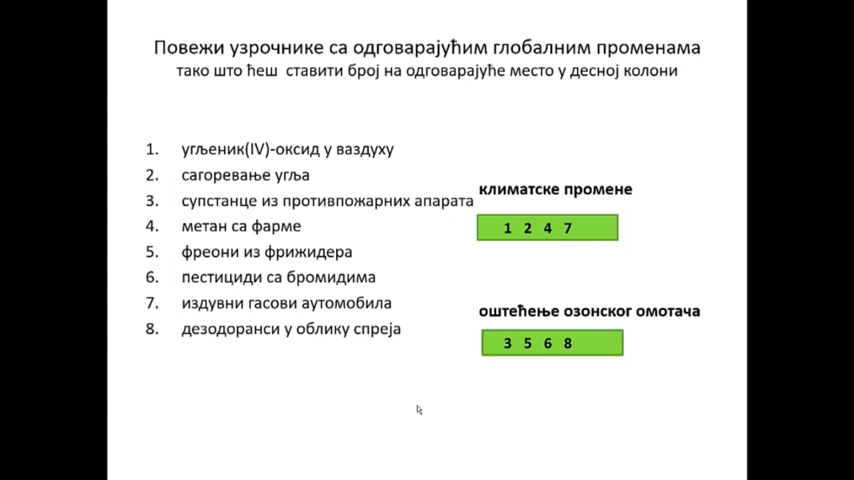 Повежи узрочнике са одговарајућим глобалним променама
тако што ћеш ставити број на одговарајуће место у десној колони
1. угљеник(IV)-оксид у ваздуху
2. сагоревање угља
3. супстанце из противпожарних апарата
4. метан са фарме
5. фреони из фрижидера
6. пестициди са бромидима
7. издувни гасови аутомобила
8. дезодоранси у облику спреја
климатске промене
1 2 4 7
оштећење озонског омотача
3 5 6 8